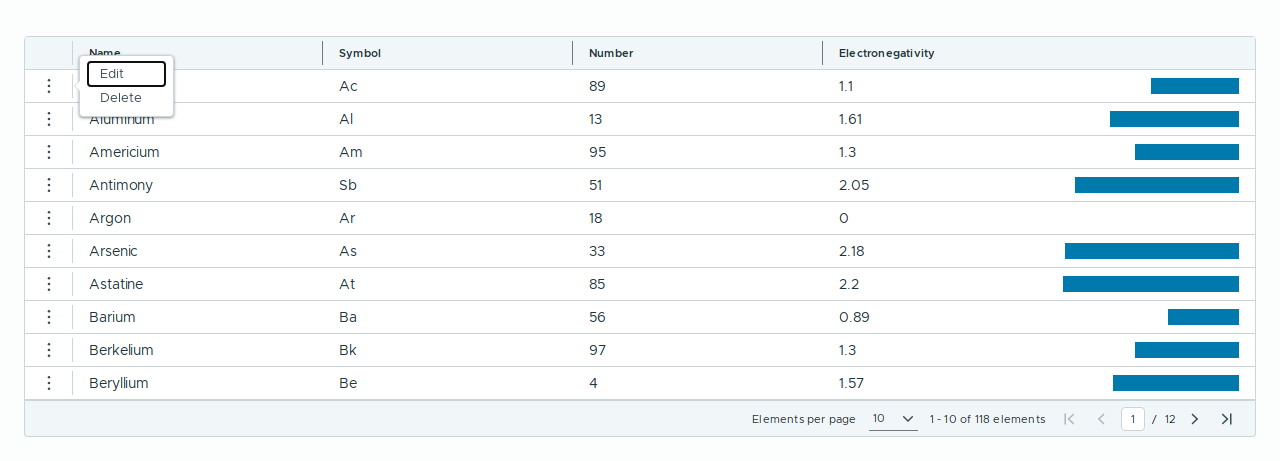 Name Symbol Number Electronegativity
Edit
Ac 89 1.1
Delete
Aluminum Al 13 1.61
Americium Am 95 1.3
Antimony Sb 51 2.05
Argon Ar 18 0
Arsenic As 33 2.18
Astatine At 85 2.2
Barium Ba 56 0.89
Berkelium Bk 97 1.3
Beryllium Be 4 1.57
Elements per page 10 1 - 10 of 118 elements 1 / 12